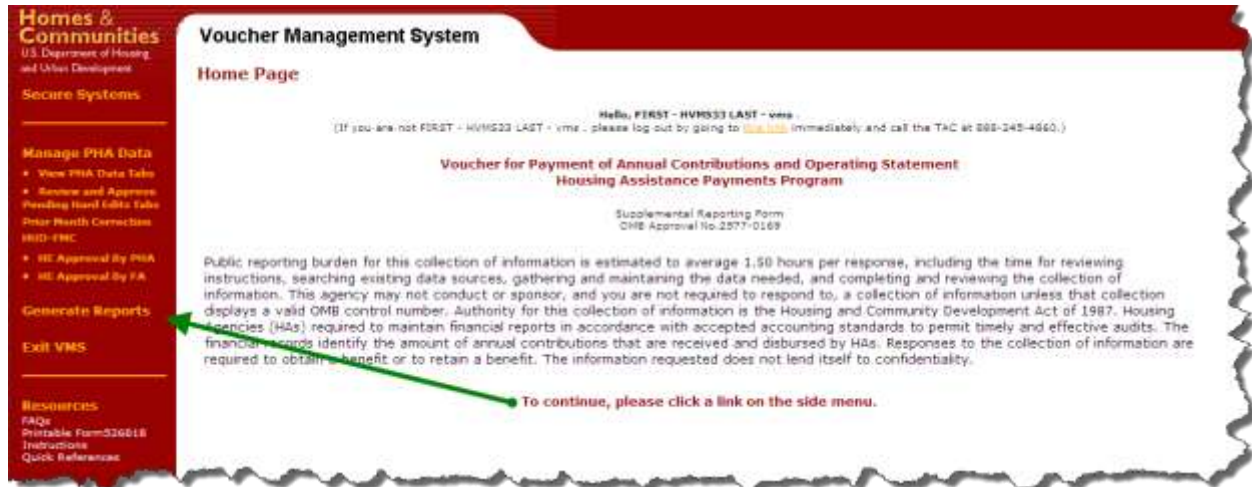 Homes &
Communities
U.S. Department of Housing
and Urban Development
Secure Systems
Manage PHA Data
• View PHA Data Tabs
• Review and Approve
Pending Hard Edits Tabs
Prior Month Correction
HUD-FMC
• HE Approval By PHA
• HE Approval By FA
Generate Reports
Exit VMS
Resources
FAQs
Printable Form52681B
Instructions
Quick References
Voucher Management System
Home Page
Hello, FIRST - HVMS33 LAST - vms .
(If you are not FIRST - HVMS33 LAST - vms , please log out by going to this link immediately and call the TAC at 888-245-4860.)
Voucher for Payment of Annual Contributions and Operating Statement
Housing Assistance Payments Program
Supplemental Reporting Form
OMB Approval No.2577-0169
Public reporting burden for this collection of information is estimated to average 1.50 hours per response, including the time for reviewing
instructions, searching existing data sources, gathering and maintaining the data needed, and completing and reviewing the collection of
information. This agency may not conduct or sponsor, and you are not required to respond to, a collection of information unless that collection
displays a valid OMB control number. Authority for this collection of information is the Housing and Community Development Act of 1987. Housing
Agencies (HAs) required to maintain financial reports in accordance with accepted accounting standards to permit timely and effective audits. The
financial records identify the amount of annual contributions that are received and disbursed by HAs. Responses to the collection of information are
required to obtain a benefit or to retain a benefit. The information requested does not lend itself to confidentiality.
To continue, please click a link on the side menu.